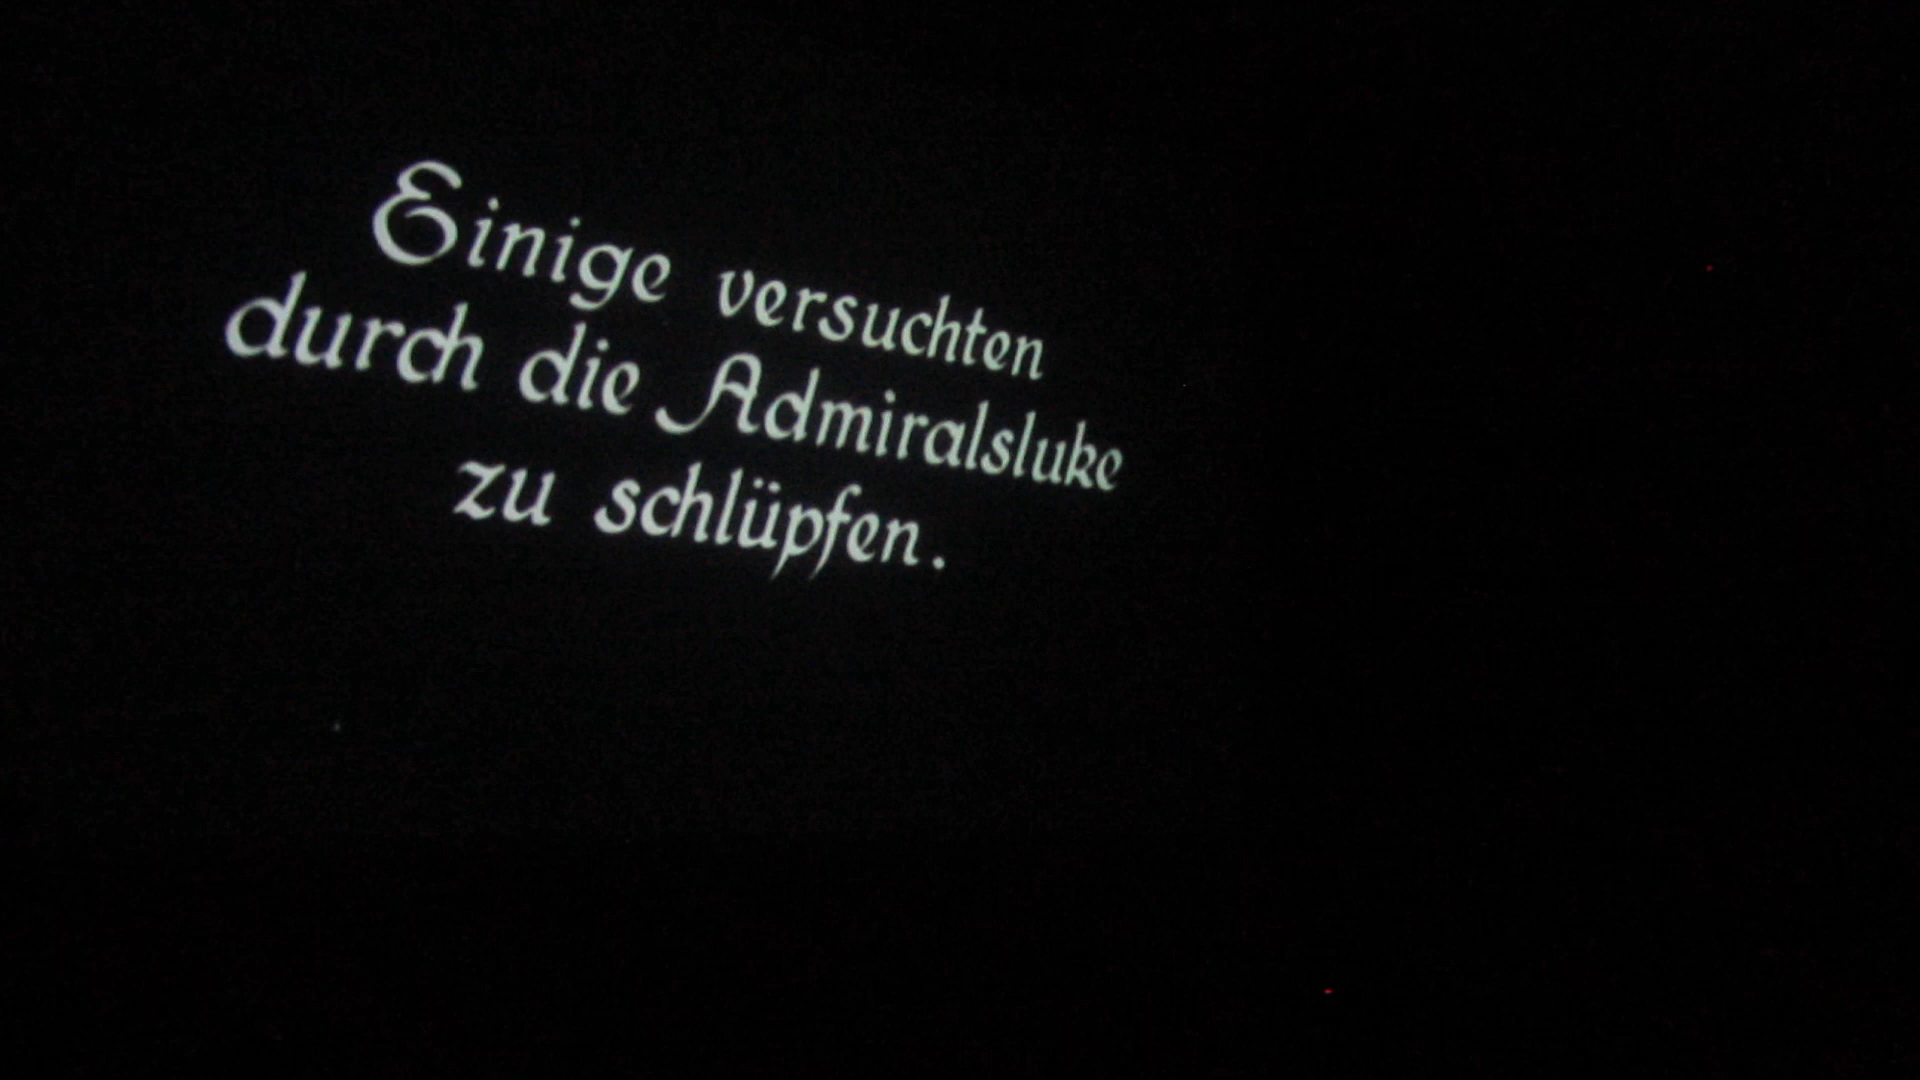 Einige versuchten
durch die Admiralsluke
zu schlüpfen.